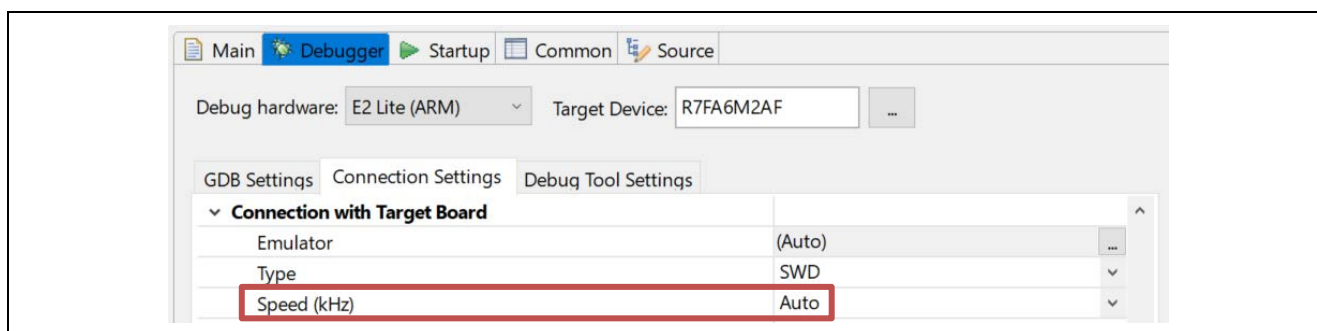 Main Debugger Startup Common Source
Debug hardware: E2 Lite (ARM) Target Device: R7FA6M2AF ...
GDB Settings Connection Settings Debug Tool Settings
Connection with Target Board
Emulator (Auto) ...
Type SWD
Speed (kHz) Auto